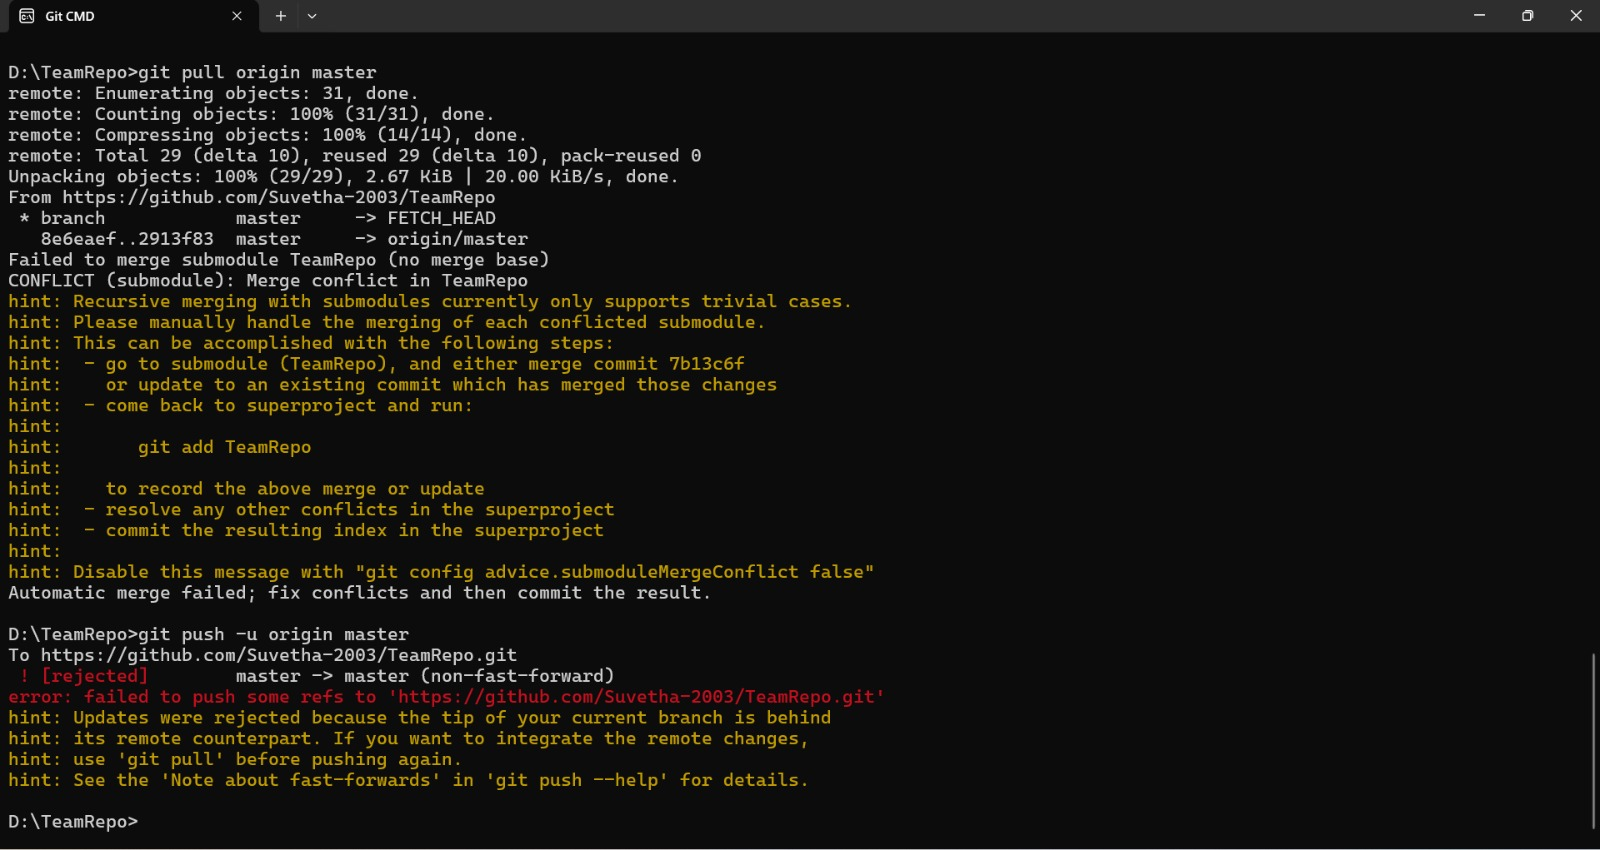 Git CMD
D:\TeamRepo>git pull origin master
remote: Enumerating objects: 31, done.
remote: Counting objects: 100% (31/31), done.
remote: Compressing objects: 100% (14/14), done.
remote: Total 29 (delta 10), reused 29 (delta 10), pack-reused 0
Unpacking objects: 100% (29/29), 2.67 KiB | 20.00 KiB/s, done.
From https://github.com/Suvetha-2003/TeamRepo
 * branch            master     -> FETCH_HEAD
   8e6eaef..2913f83  master     -> origin/master
Failed to merge submodule TeamRepo (no merge base)
CONFLICT (submodule): Merge conflict in TeamRepo
hint: Recursive merging with submodules currently only supports trivial cases.
hint: Please manually handle the merging of each conflicted submodule.
hint: This can be accomplished with the following steps:
hint:  - go to submodule (TeamRepo), and either merge commit 7b13c6f
hint:    or update to an existing commit which has merged those changes
hint:  - come back to superproject and run:
hint:
hint:       git add TeamRepo
hint:
hint:    to record the above merge or update
hint:  - resolve any other conflicts in the superproject
hint:  - commit the resulting index in the superproject
hint:
hint: Disable this message with "git config advice.submoduleMergeConflict false"
Automatic merge failed; fix conflicts and then commit the result.
D:\TeamRepo>git push -u origin master
To https://github.com/Suvetha-2003/TeamRepo.git
 ! [rejected]        master -> master (non-fast-forward)
error: failed to push some refs to 'https://github.com/Suvetha-2003/TeamRepo.git'
hint: Updates were rejected because the tip of your current branch is behind
hint: its remote counterpart. If you want to integrate the remote changes,
hint: use 'git pull' before pushing again.
hint: See the 'Note about fast-forwards' in 'git push --help' for details.
D:\TeamRepo>